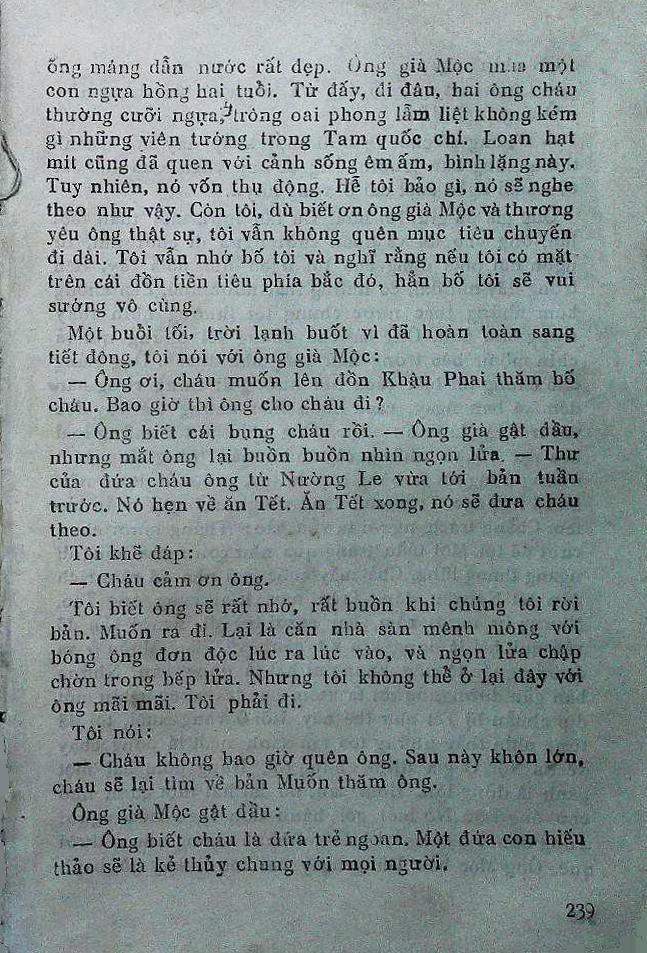 ống máng dẫn nước rất đẹp. Ông già Mộc mua một
con ngựa hồng hai tuổi. Từ đấy, đi đâu, hai ông cháu
thường cưỡi ngựa, trông oai phong lẫm liệt không kém
gì những viên tướng trong Tam quốc chí. Loan hạt
mít cũng đã quen với cảnh sống êm ấm, bình lặng này.
Tuy nhiên, nó vốn thụ động. Hễ tôi bảo gì, nó sẽ nghe
theo như vậy. Còn tôi, dù biết ơn ông già Mộc và thương
yêu ông thật sự, tôi vẫn không quên mục tiêu chuyến
đi dài. Tôi vẫn nhớ bố tôi và nghĩ rằng nếu tôi có mặt
trên cái đồn tiền tiêu phía bắc đó, hẳn bố tôi sẽ vui
sướng vô cùng.
Một buổi tối, trời lạnh buốt vì đã hoàn toàn sang
tiết đông, tôi nói với ông già Mộc:
— Ông ơi, cháu muốn lên đồn Khậu Phai thăm bố
cháu. Bao giờ thì ông cho cháu đi?
— Ông biết cái bụng cháu rồi. — Ông già gật đầu,
nhưng mắt ông lại buồn buồn nhìn ngọn lửa. — Thư
của đứa cháu ông từ Nường Le vừa tới bản tuần
trước. Nó hẹn về ăn Tết. Ăn Tết xong, nó sẽ đưa cháu
theo.
Tôi khẽ đáp:
— Cháu cảm ơn ông.
Tôi biết ông sẽ rất nhớ, rất buồn khi chúng tôi rời
bản. Muốn ra đi. Lại là căn nhà sàn mênh mông với
bóng ông đơn độc lúc ra lúc vào, và ngọn lửa chập
chờn trong bếp lửa. Nhưng tôi không thể ở lại đây với
ông mãi mãi. Tôi phải đi.
Tôi nói:
— Cháu không bao giờ quên ông. Sau này khôn lớn,
cháu sẽ lại tìm về bản Muốn thăm ông.
Ông già Mộc gật đầu:
— Ông biết cháu là đứa trẻ ngoan. Một đứa con hiếu
thảo sẽ là kẻ thủy chung với mọi người.
239